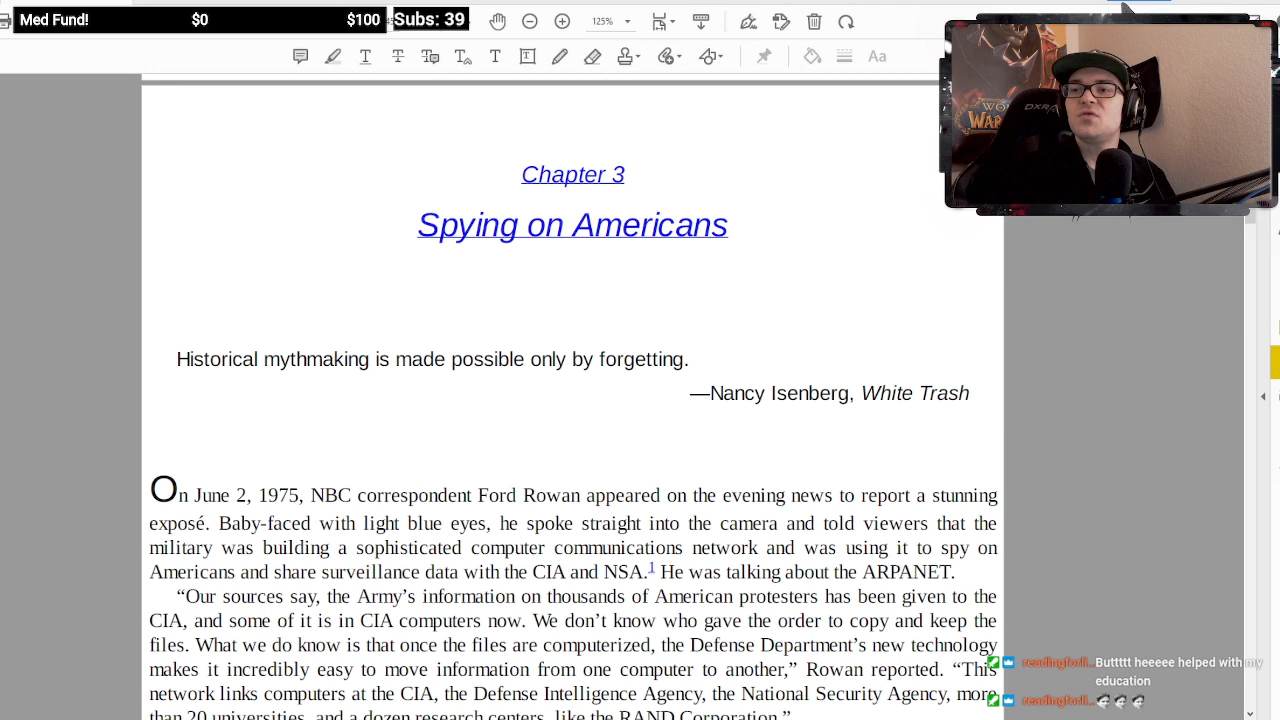 Med Fund! $0 $100 Subs: 39
125%
Aa
DXRA
WO
WAR
Chapter 3
Spying on Americans
Historical mythmaking is made possible only by forgetting.
—Nancy Isenberg, White Trash
On June 2, 1975, NBC correspondent Ford Rowan appeared on the evening news to report a stunning
exposé. Baby-faced with light blue eyes, he spoke straight into the camera and told viewers that the
military was building a sophisticated computer communications network and was using it to spy on
Americans and share surveillance data with the CIA and NSA.1 He was talking about the ARPANET.
“Our sources say, the Army’s information on thousands of American protesters has been given to the
CIA, and some of it is in CIA computers now. We don’t know who gave the order to copy and keep the
files. What we do know is that once the files are computerized, the Defense Department’s new technology
makes it incredibly easy to move information from one computer to another,” Rowan reported. “This
network links computers at the CIA, the Defense Intelligence Agency, the National Security Agency, more
than 20 universities, and a dozen research centers, like the RAND Corporation.”
readingforli... Buttttt heeeee helped with my
education
readingforli...